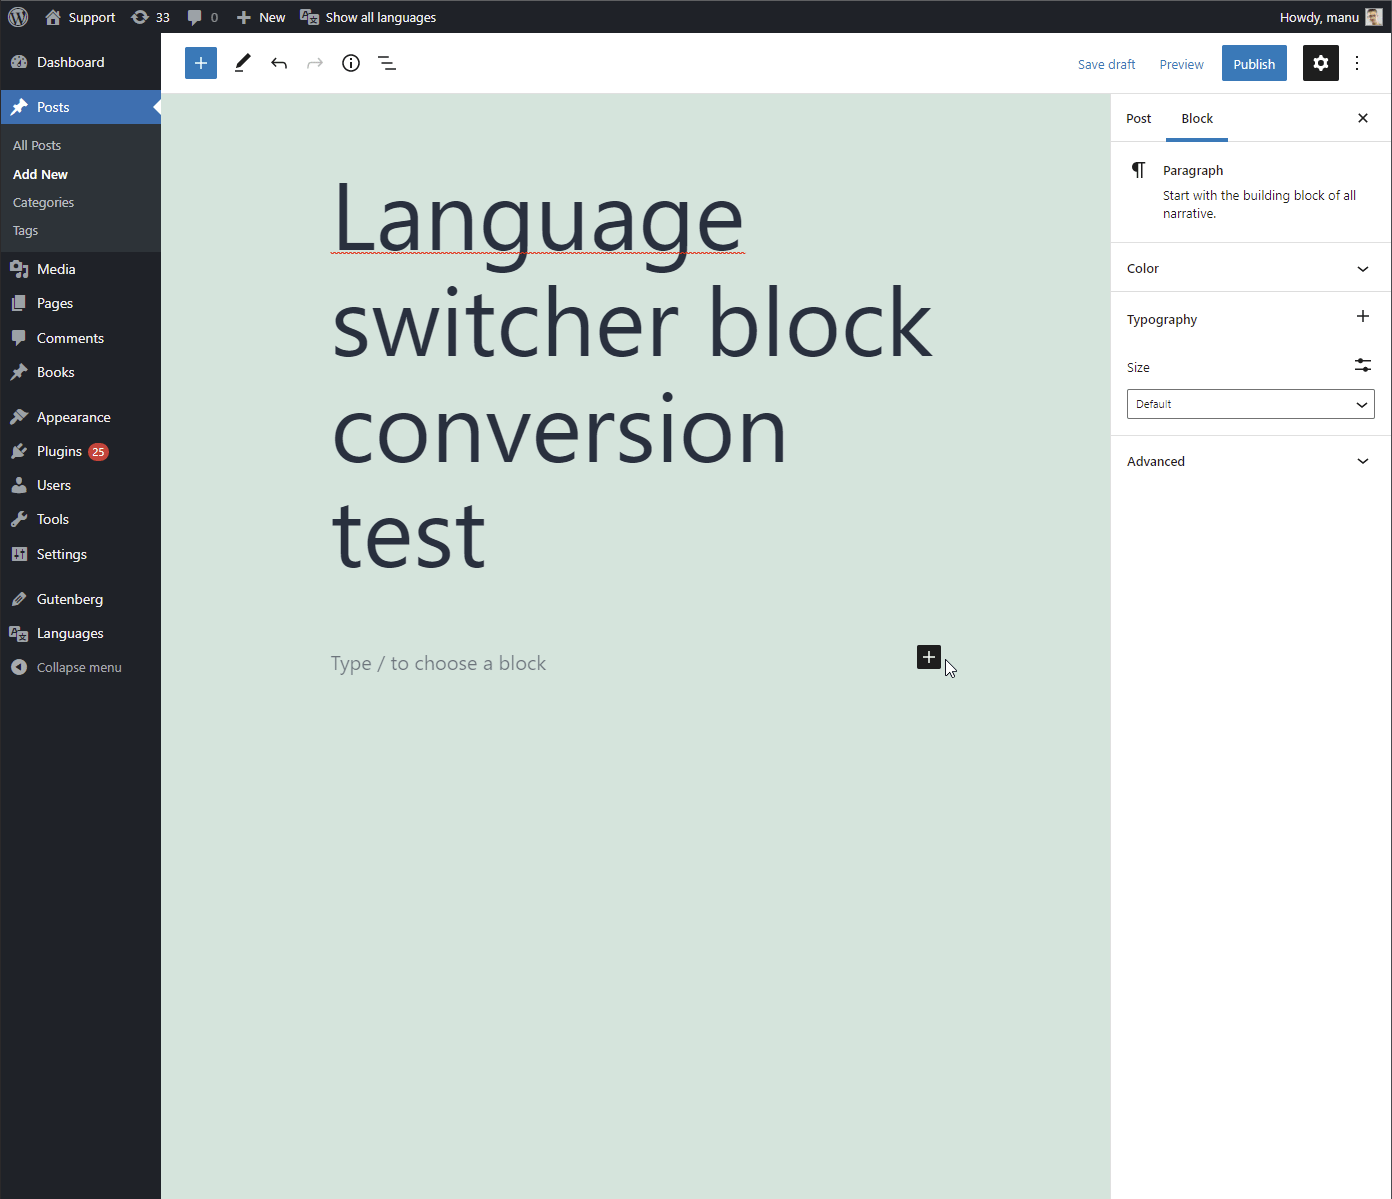 Support 33 0 New Show all languages Howdy, manu
Dashboard
Posts
All Posts
Add New
Categories
Tags
Media
Pages
Comments
Books
Appearance
Plugins 25
Users
Tools
Settings
Gutenberg
Languages
Collapse menu
Save draft Preview Publish
Language
switcher block
conversion
test
Type / to choose a block
Post Block
Paragraph
Start with the building block of all
narrative.
Color
Typography
Size
Default
Advanced